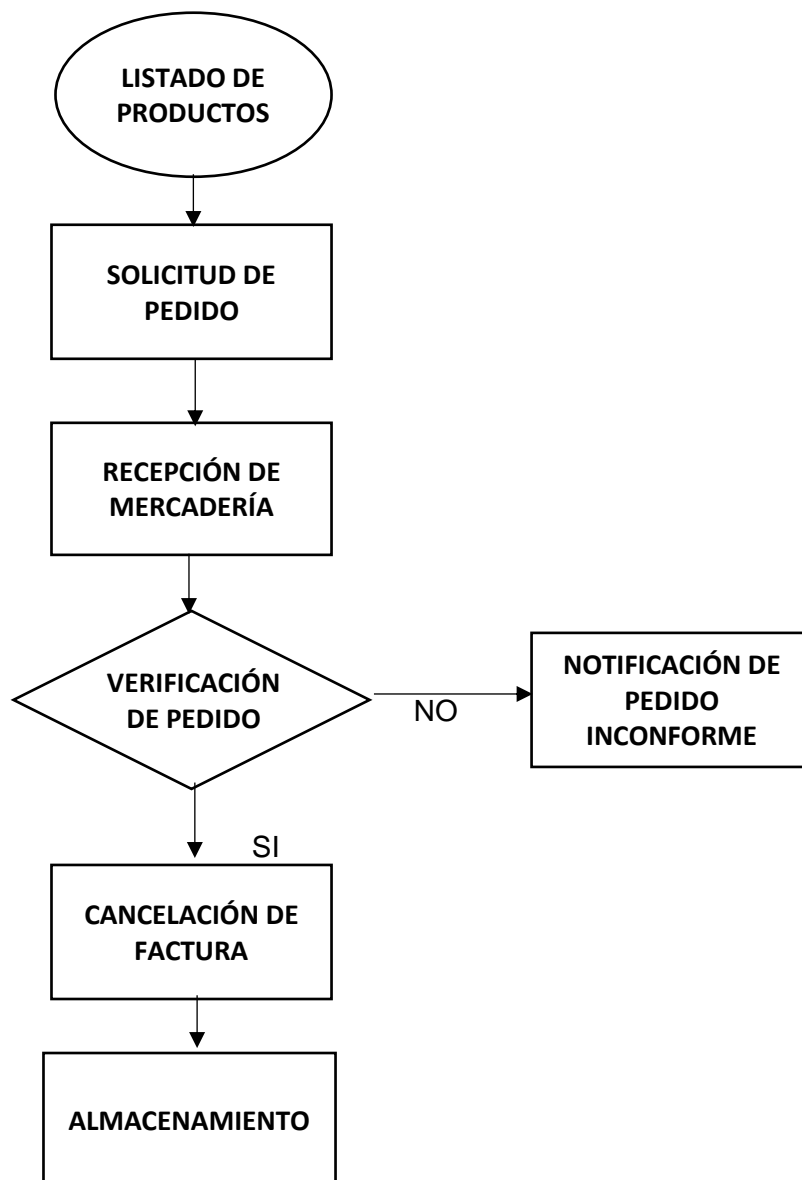 LISTADO DE
PRODUCTOS
SOLICITUD DE
PEDIDO
RECEPCIÓN DE
MERCADERÍA
VERIFICACIÓN
DE PEDIDO
NO
NOTIFICACIÓN DE
PEDIDO
INCONFORME
SI
CANCELACIÓN DE
FACTURA
ALMACENAMIENTO